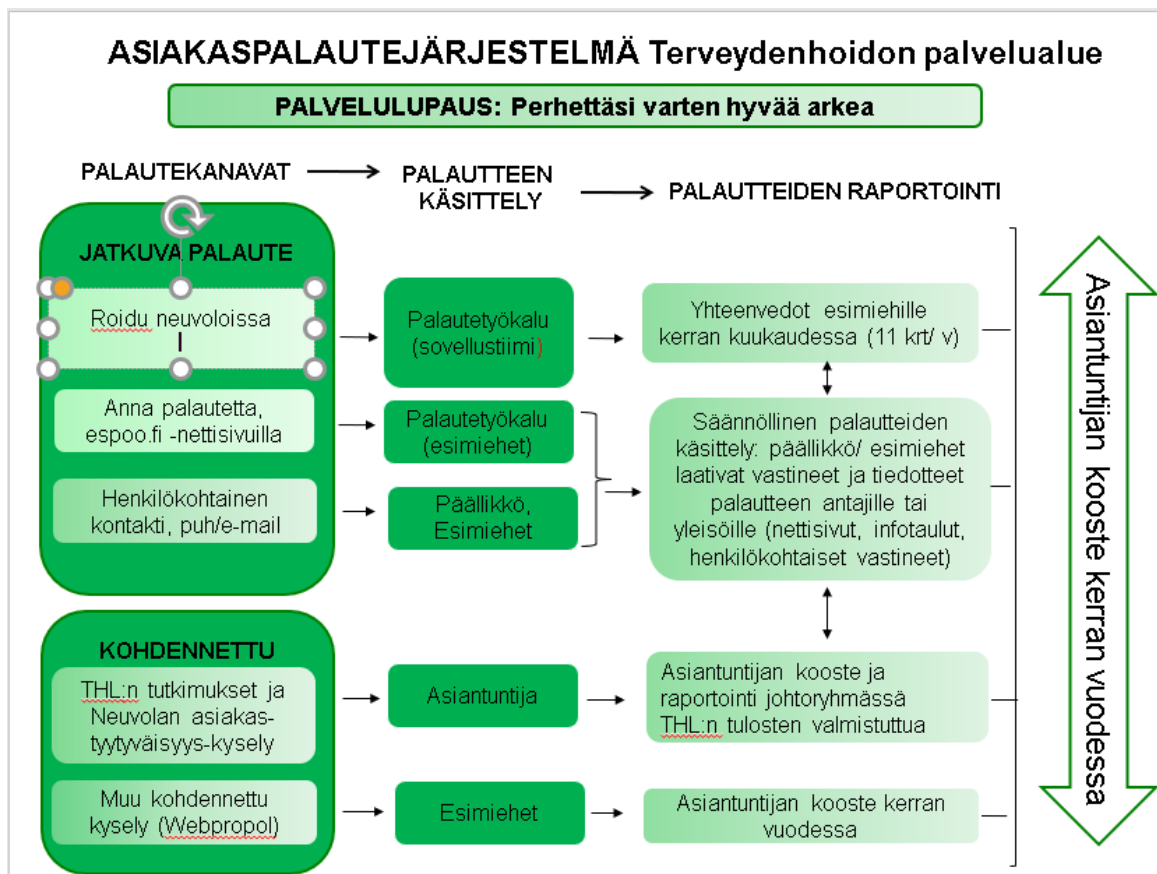 ASIAKASPALAUTEJÄRJESTELMÄ Terveydenhoidon palvelualue
PALVELULUPAUS: Perhettäsi varten hyvää arkea
PALAUTEKANAVAT
PALAUTTEEN
KÄSITTELY
PALAUTTEIDEN RAPORTOINTI
JATKUVA PALAUTE
Roidu neuvoloissa
Palautetyökalu
(sovellustiimi)
Yhteenvedot esimiehille
kerran kuukaudessa (11 krt/ v)
Anna palautetta,
espoo.fi -nettisivuilla
Palautetyökalu
(esimiehet)
Säännöllinen palautteiden
käsittely: päällikkö/ esimiehet
laativat vastineet ja tiedotteet
palautteen antajille tai
yleisöille (nettisivut, infotaulut,
henkilökohtaiset vastineet)
Henkilökohtainen
kontakti, puh/e-mail
Päällikkö,
Esimiehet
KOHDENNETTU
THL:n tutkimukset ja
Neuvolan asiakas-
tyytyväisyys-kysely
Asiantuntija
Asiantuntijan kooste ja
raportointi johtoryhmässä
THL:n tulosten valmistuttua
Muu kohdennettu
kysely (Webpropol)
Esimiehet
Asiantuntijan kooste kerran
vuodessa
Asiantuntijan kooste kerran vuodessa